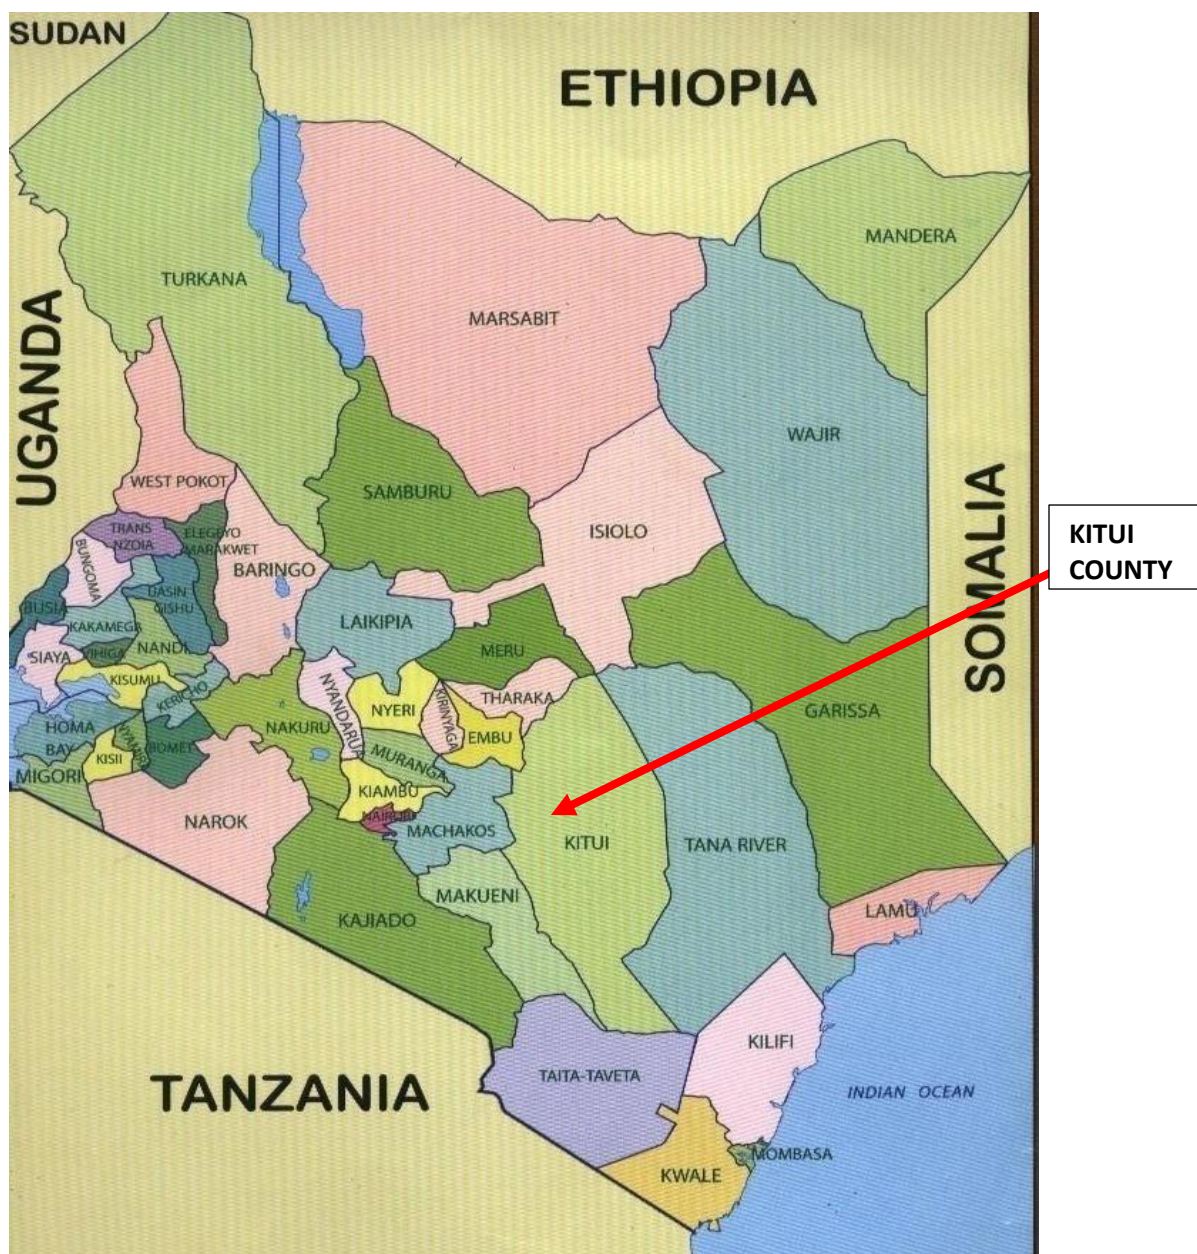 SUDAN
ETHIOPIA
MANDERA
TURKANA
MARSABIT
UGANDA
WAJIR
WEST POKOT
SAMBURU
SOMALIA
KITUI
COUNTY
TRANS
NZOIA
ELEGEYO
MARAKWET
ISIOLO
BUNGOMA
BARINGO
UASIN
GISHU
BUSIA
KAKAMEGA
LAIKIPIA
NANDI
VIHIGA
SIAYA
MERU
KISUMU
KERICHO
NYANDARUA
NYERI
KIRINYAGA
THARAKA
GARISSA
HOMA
BAY
NYAMIRA
BOMET
NAKURU
EMBU
KISII
MURANGA
MIGORI
KIAMBU
NAIROBI
NAROK
MACHAKOS
KITUI
TANA RIVER
MAKUENI
KAJIADO
LAMU
KILIFI
TAITA-TAVETA
TANZANIA
INDIAN OCEAN
MOMBASA
KWALE